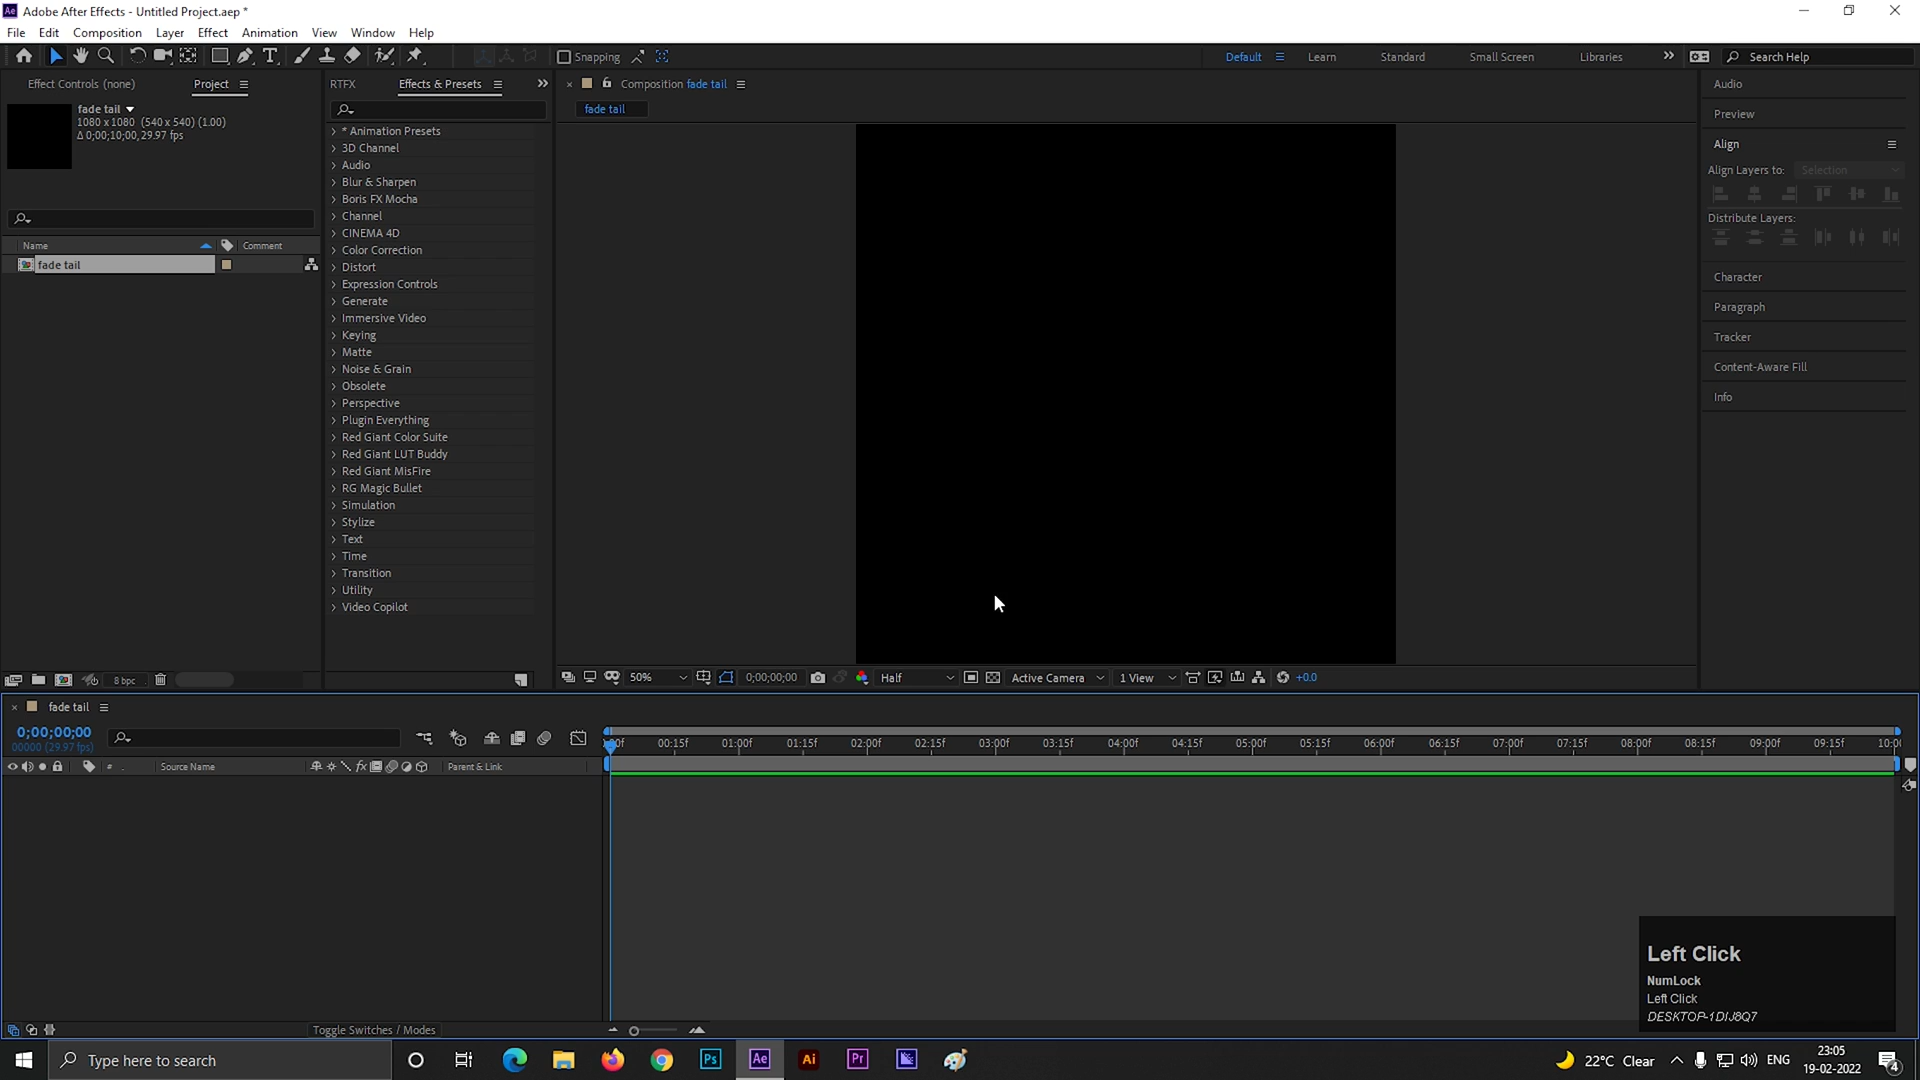 Adobe After Effects - Untitled Project.aep *
File Edit Composition Layer Effect Animation View Window Help
Snapping
Default Learn Standard Small Screen Libraries Search Help
Effect Controls (none) Project
fade tail
1080 x 1080 (540 x 540) (1.00)
Δ 0;00;10;00, 29.97 fps
Name Comment
fade tail
8 bpc
RTFX Effects & Presets
* Animation Presets
3D Channel
Audio
Blur & Sharpen
Boris FX Mocha
Channel
CINEMA 4D
Color Correction
Distort
Expression Controls
Generate
Immersive Video
Keying
Matte
Noise & Grain
Obsolete
Perspective
Plugin Everything
Red Giant Color Suite
Red Giant LUT Buddy
Red Giant MisFire
RG Magic Bullet
Simulation
Stylize
Text
Time
Transition
Utility
Video Copilot
Composition fade tail
fade tail
50% 0;00;00;00 Half Active Camera 1 View +0.0
Audio
Preview
Align
Align Layers to: Selection
Distribute Layers:
Character
Paragraph
Tracker
Content-Aware Fill
Info
fade tail
0;00;00;00
00000 (29.97 fps)
00:15f 01:00f 01:15f 02:00f 02:15f 03:00f 03:15f 04:00f 04:15f 05:00f 05:15f 06:00f 06:15f 07:00f 07:15f 08:00f 08:15f 09:00f 09:15f
# Source Name fx Parent & Link
Toggle Switches / Modes
Left Click
NumLock
Left Click
DESKTOP-1DIJ8Q7
Type here to search
Ps Ae Ai Pr
22°C Clear ENG
23:05
19-02-2022
4